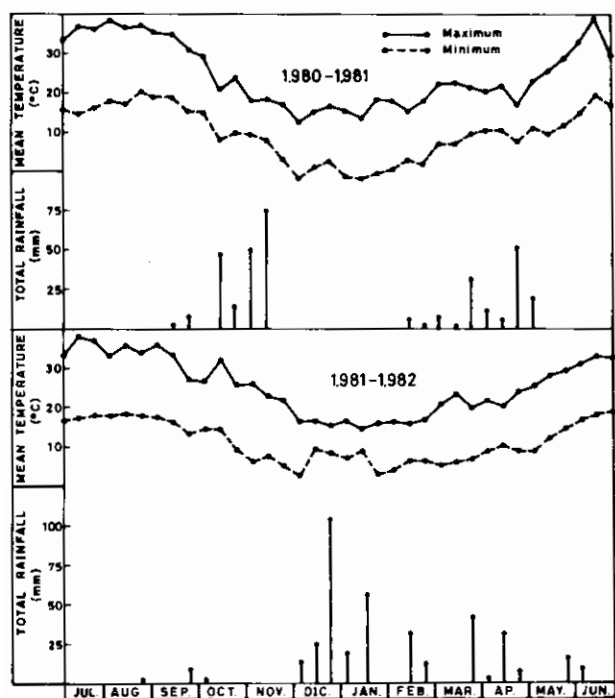 Maximum
Minimum
1.980-1.981
MEAN TEMPERATURE
(°C)
30
20
10
TOTAL RAINFALL
(mm)
75
50
25
1.981-1.982
MEAN TEMPERATURE
(°C)
30
20
10
TOTAL RAINFALL
(mm)
100
75
50
25
JUL. AUG SEP. OCT. NOV. DIC. JAN. FEB. MAR. AP. MAY. JUN